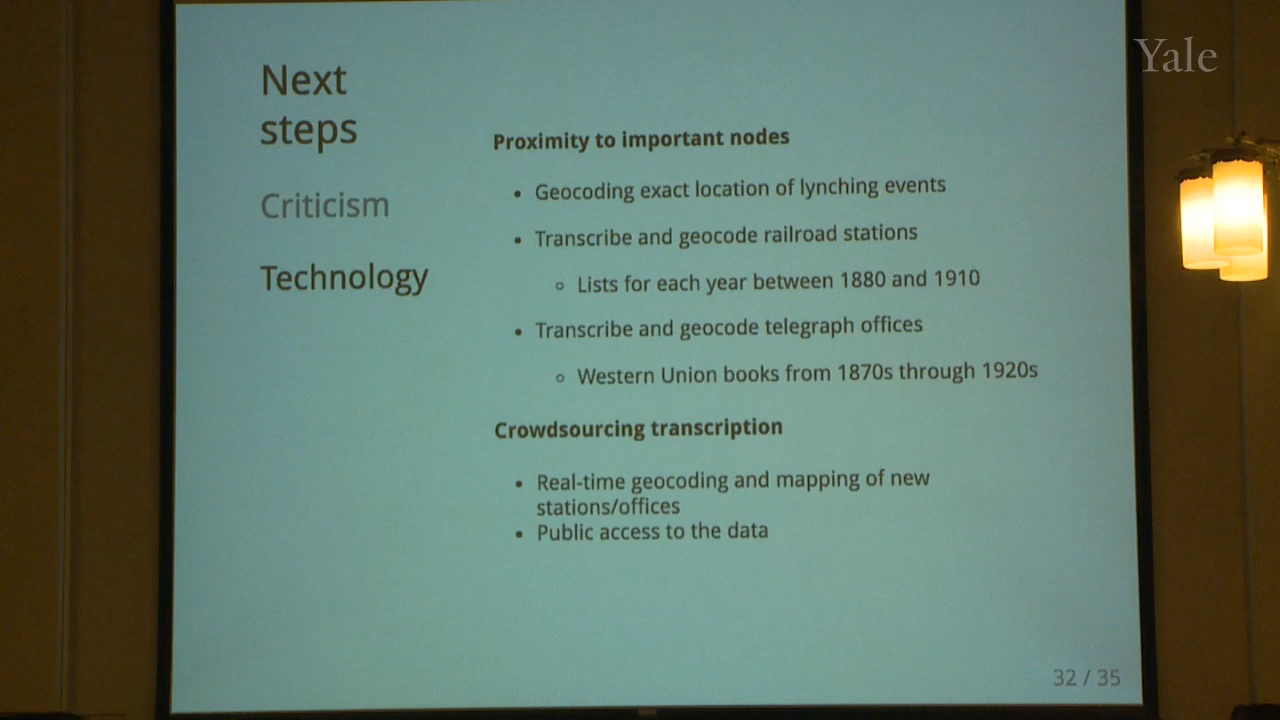 Yale
Next
steps
Criticism
Technology
Proximity to important nodes
• Geocoding exact location of lynching events
• Transcribe and geocode railroad stations
◦ Lists for each year between 1880 and 1910
• Transcribe and geocode telegraph offices
◦ Western Union books from 1870s through 1920s
Crowdsourcing transcription
• Real-time geocoding and mapping of new
stations/offices
• Public access to the data
32 / 35